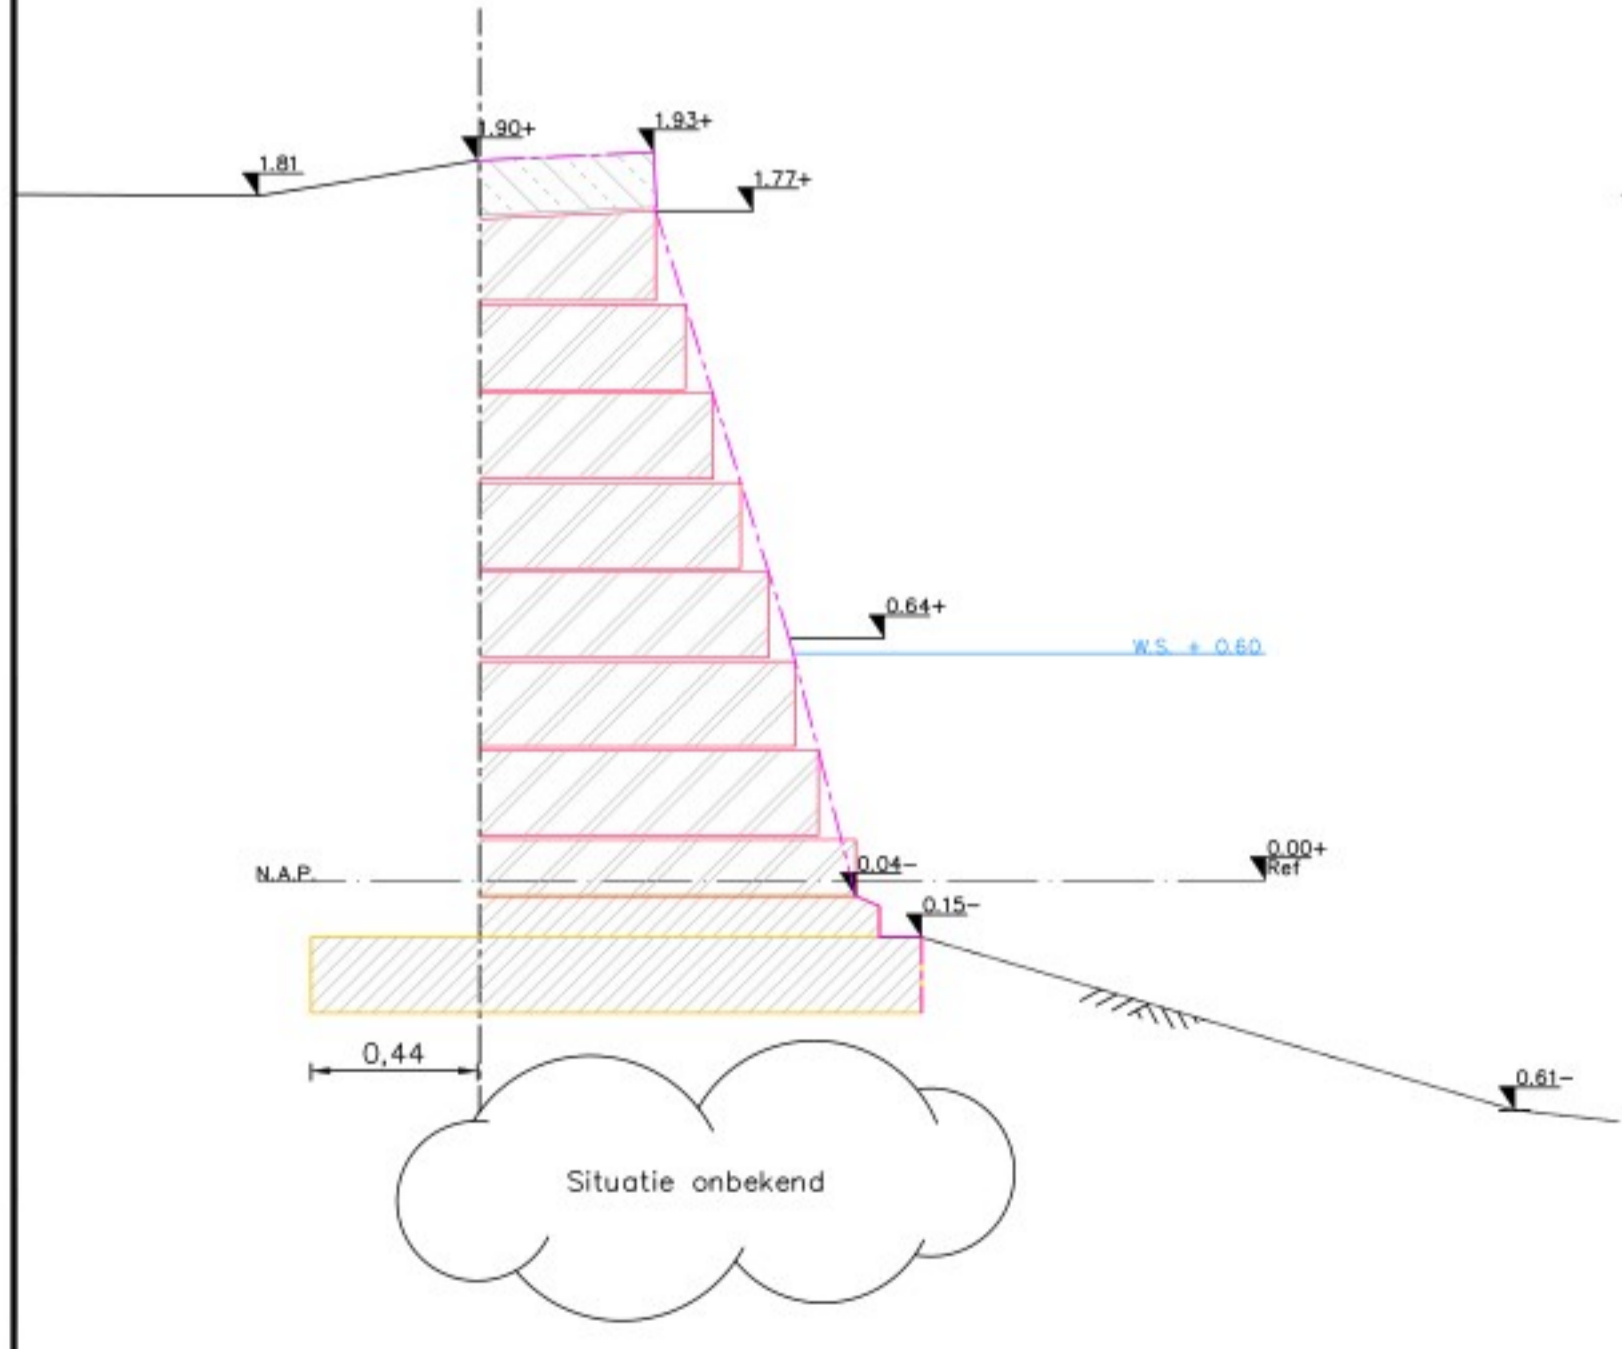 1.93+
1.90+
1.81
1.77+
0.64+
W.S. + 0.60
0.00+
Ref
0.04-
N.A.P.
0.15-
0,44
0.61-
Situatie onbekend